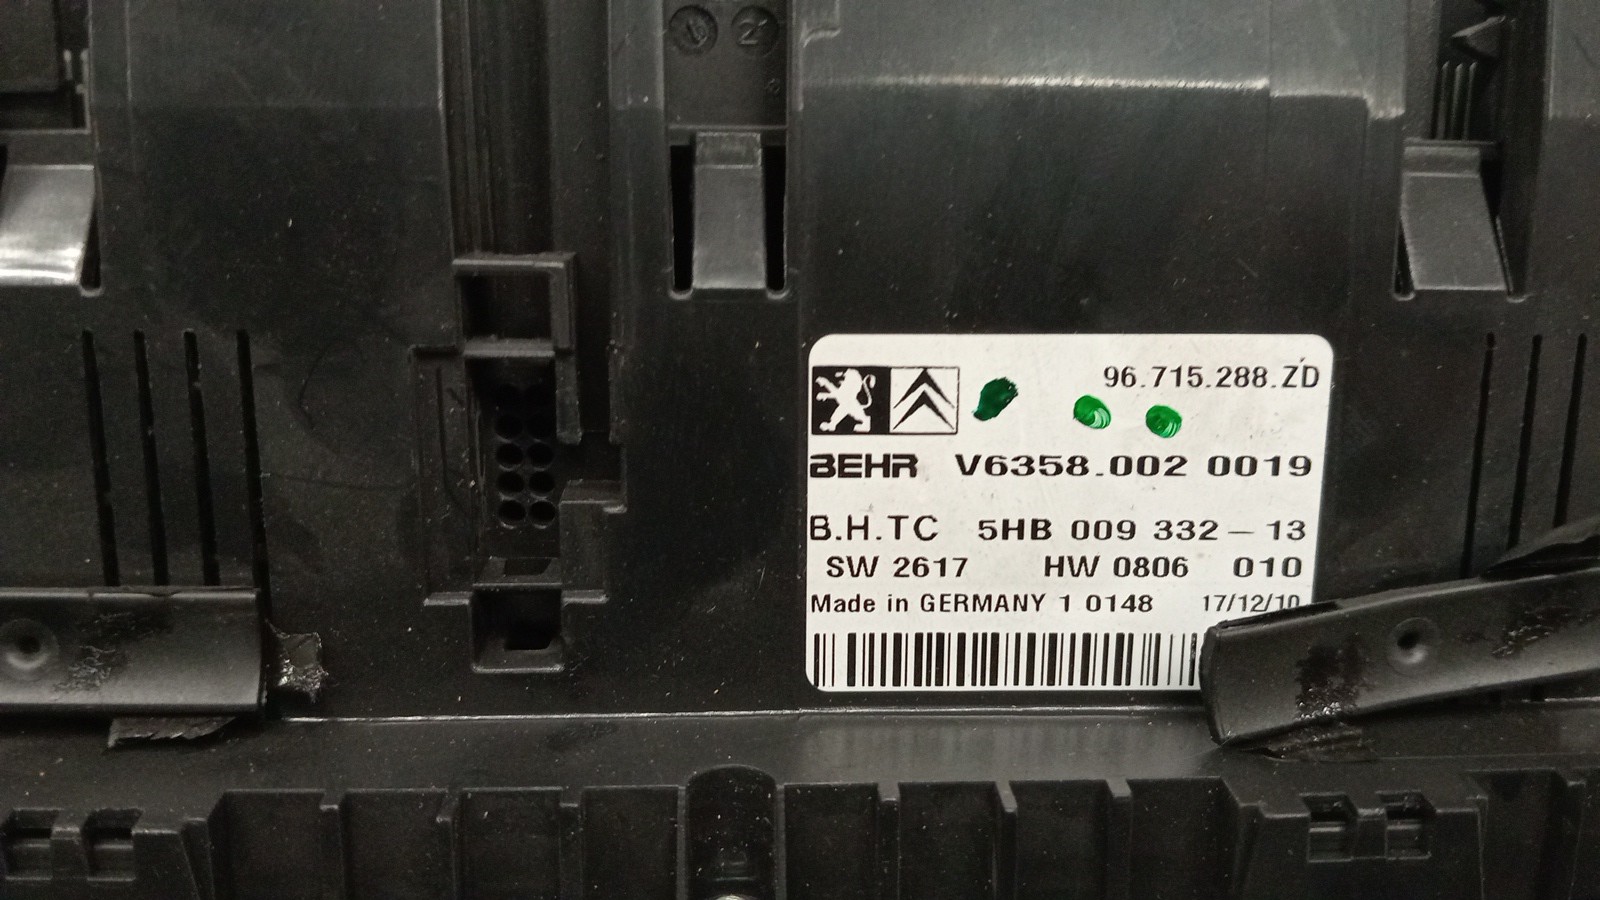 2
96.715.288.ZD
BEHR V6358.002 0019
B.H.TC 5HB 009 332 - 13
SW 2617 HW 0806 010
Made in GERMANY 1 0148 17/12/10